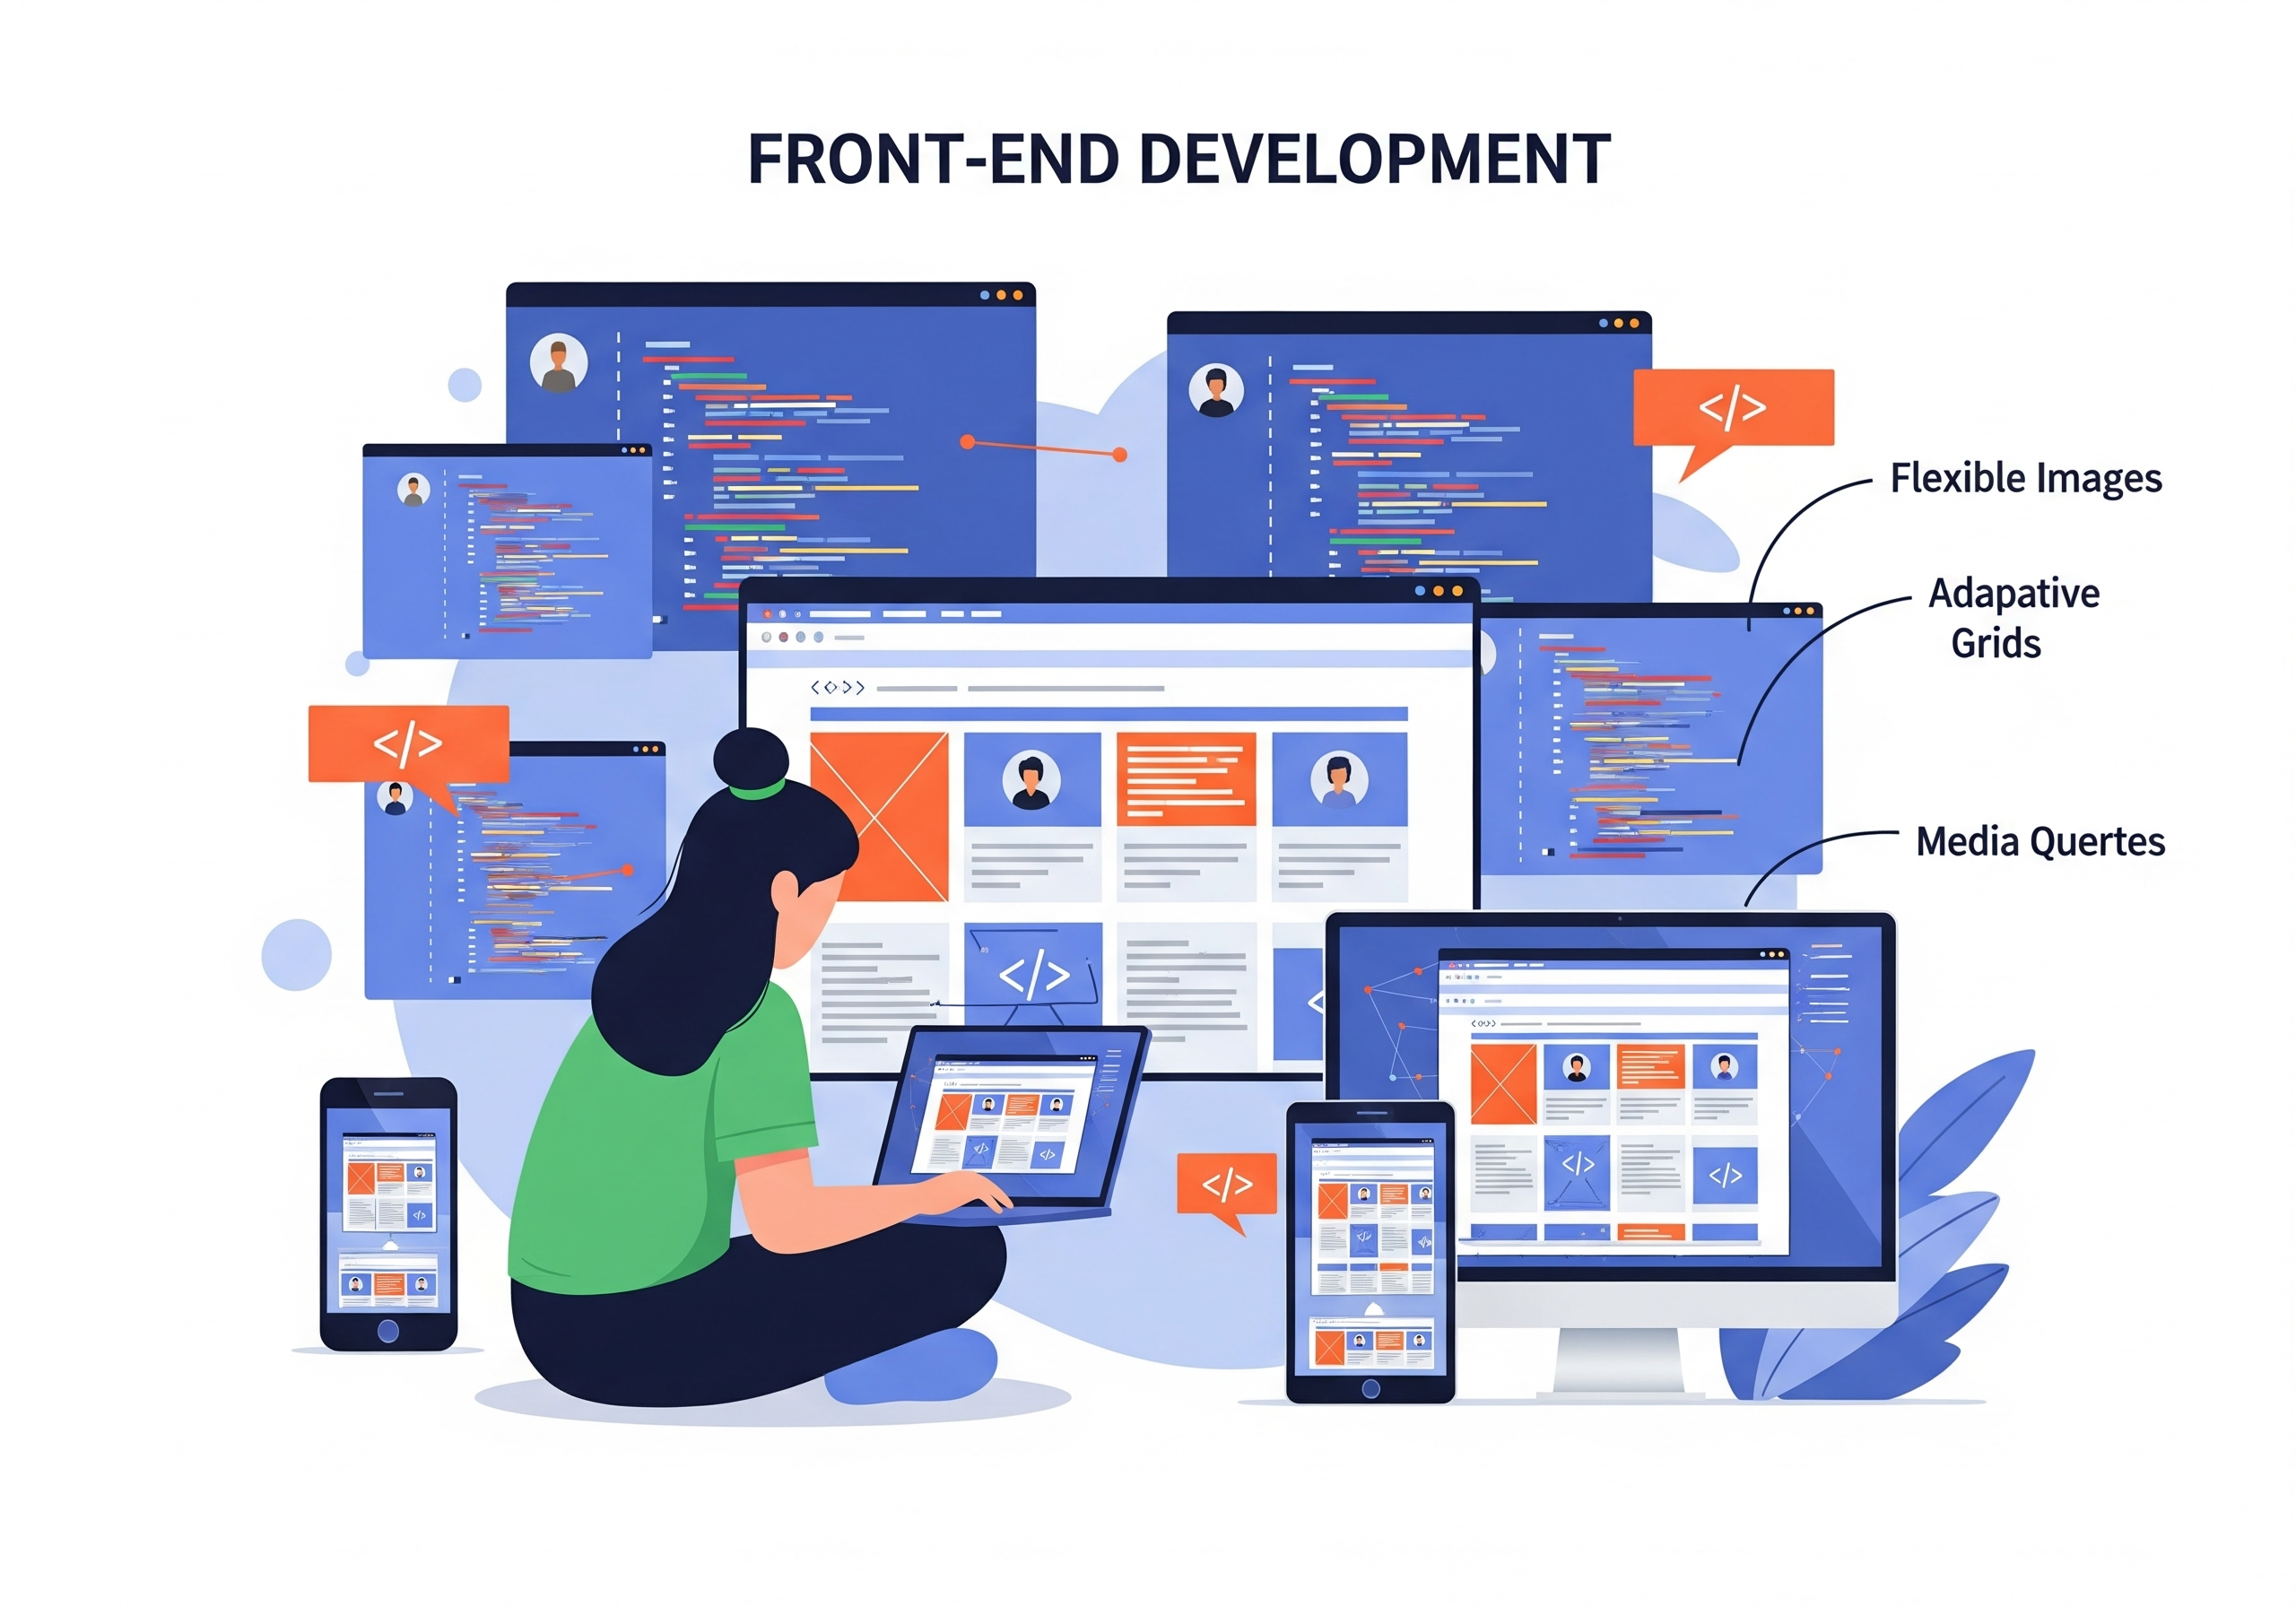 FRONT-END DEVELOPMENT
</>
Flexible Images
Adapative
Grids
</>
Media Quertes
</>
</>
</>